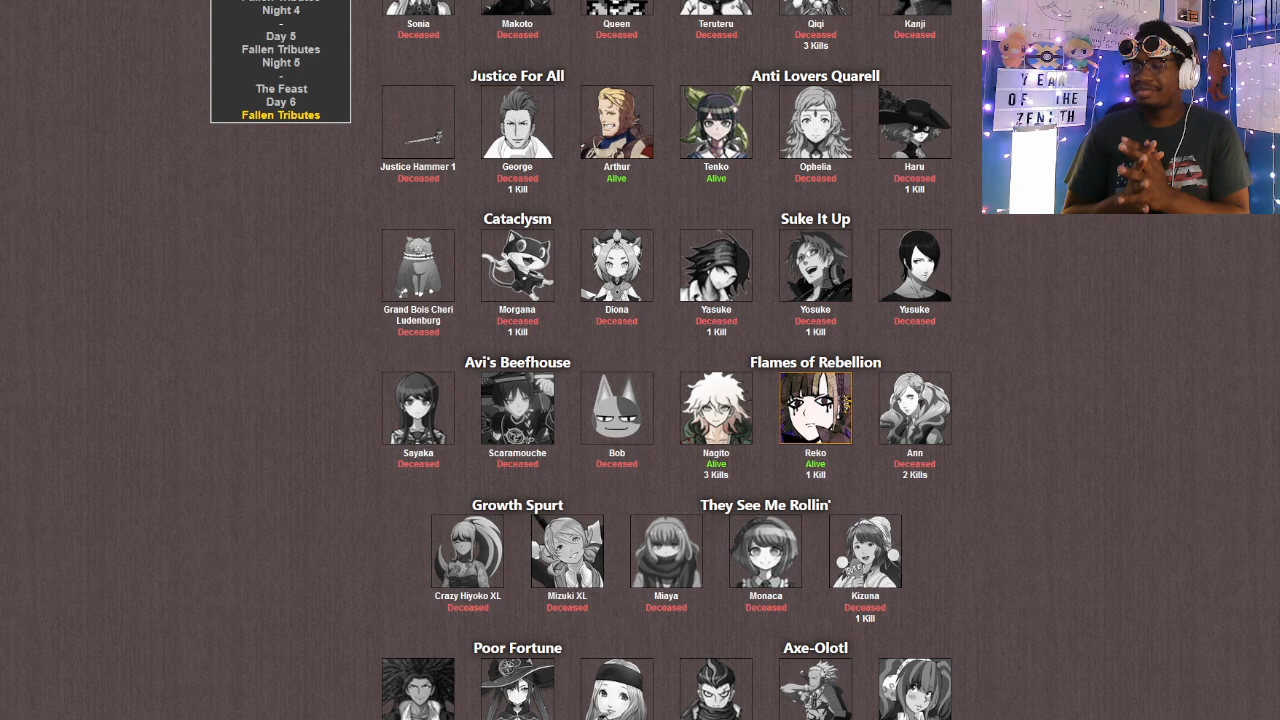 Fallen Tributes
Night 4
-
Day 5
Fallen Tributes
Night 5
-
The Feast
Day 6
Fallen Tributes
Sonia
Deceased
Makoto
Deceased
Queen
Deceased
Teruteru
Deceased
Qiqi
Deceased
3 Kills
Kanji
Deceased
YEAR
OF THE
ZENITH
Justice For All
Anti Lovers Quarell
Justice Hammer 1
Deceased
George
Deceased
1 Kill
Arthur
Alive
Tenko
Alive
Ophelia
Deceased
Haru
Deceased
1 Kill
Cataclysm
Suke It Up
Grand Bois Cheri
Ludenburg
Deceased
Morgana
Deceased
1 Kill
Diona
Deceased
Yasuke
Deceased
1 Kill
Yosuke
Deceased
1 Kill
Yusuke
Deceased
Avi's Beefhouse
Flames of Rebellion
Sayaka
Deceased
Scaramouche
Deceased
Bob
Deceased
Nagito
Alive
3 Kills
Reko
Alive
1 Kill
Ann
Deceased
2 Kills
Growth Spurt
They See Me Rollin'
Crazy Hiyoko XL
Deceased
Mizuki XL
Deceased
Miaya
Deceased
Monaca
Deceased
Kizuna
Deceased
1 Kill
Poor Fortune
Axe-Olotl